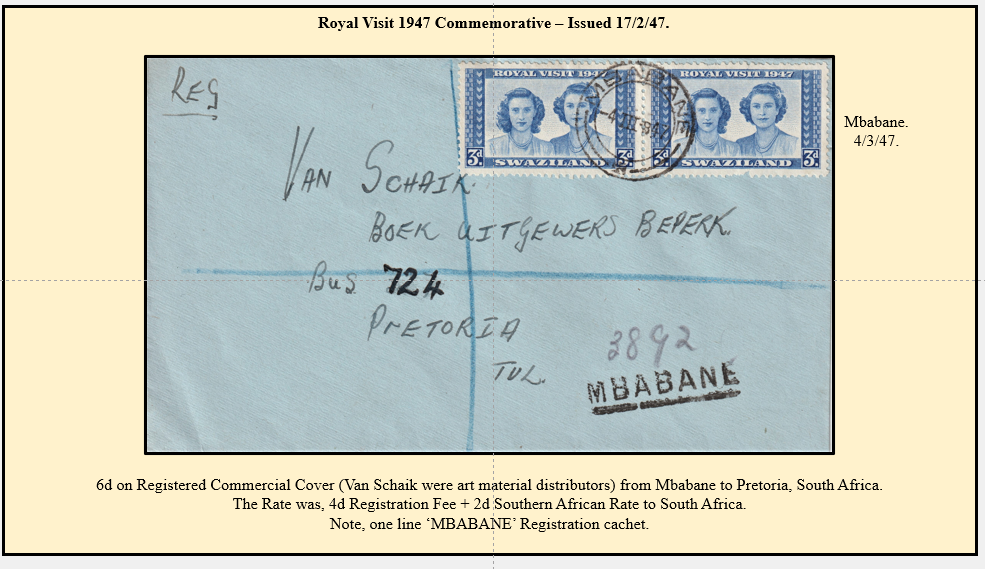 Royal Visit 1947 Commemorative – Issued 17/2/47.
REG
ROYAL VISIT 1947
ROYAL VISIT 1947
MBABANE
3d
SWAZILAND
3d
3d
SWAZILAND
3d
Mbabane.
4/3/47.
VAN SCHAIK.
BOEK UITGEWERS BEPERK.
BUS 724
PRETORIA
TVL.
3892
MBABANE
6d on Registered Commercial Cover (Van Schaik were art material distributors) from Mbabane to Pretoria, South Africa.
The Rate was, 4d Registration Fee + 2d Southern African Rate to South Africa.
Note, one line ‘MBABANE’ Registration cachet.